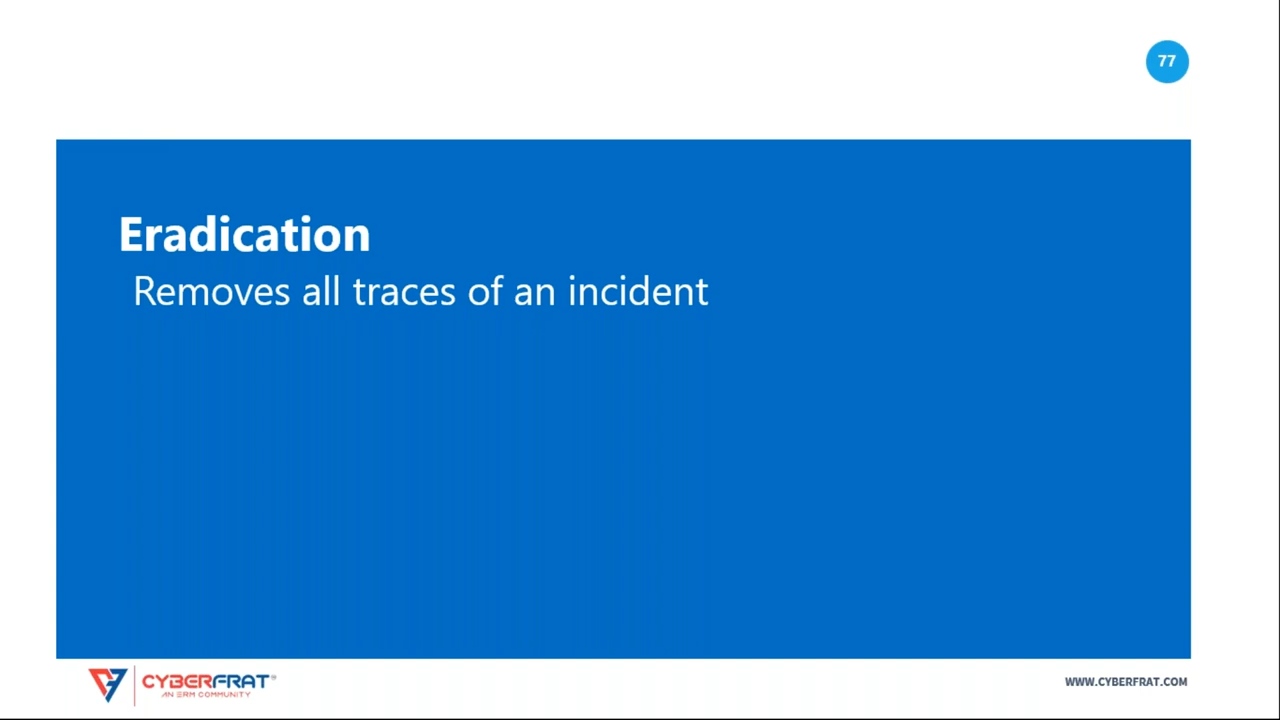 77
Eradication
Removes all traces of an incident
CYBERFRAT®
AN ERM COMMUNITY
WWW.CYBERFRAT.COM